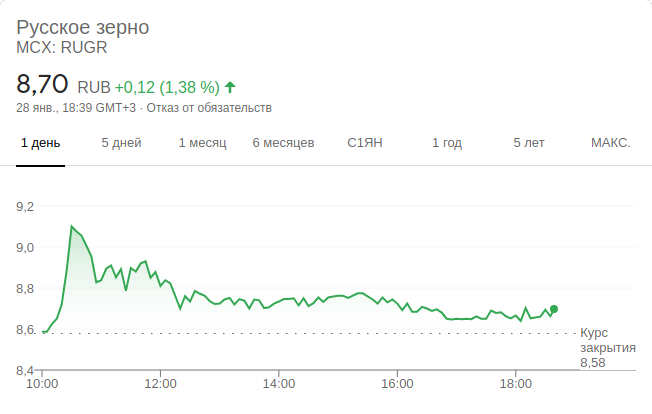 Русское зерно
MCX: RUGR
8,70 RUB +0,12 (1,38 %)
28 янв., 18:39 GMT+3 · Отказ от обязательств
1 день 5 дней 1 месяц 6 месяцев С1ЯН 1 год 5 лет МАКС.
9,2
9,0
8,8
8,6
Курс
закрытия
8,58
8,4
10:00 12:00 14:00 16:00 18:00